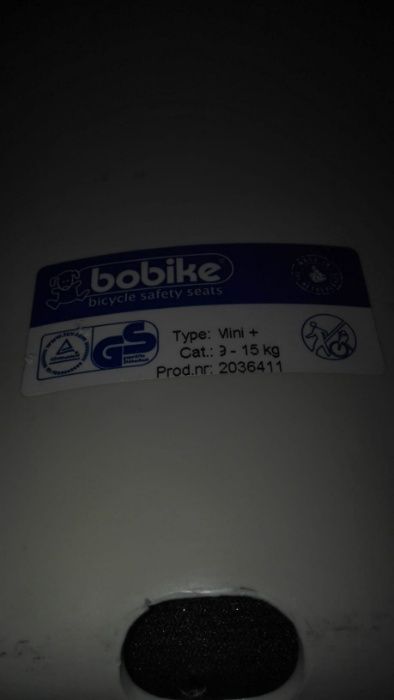 bobike
bicycle safety seats
GS
Type: Mini +
Cat.: 9 - 15 kg
Prod.nr: 2036411